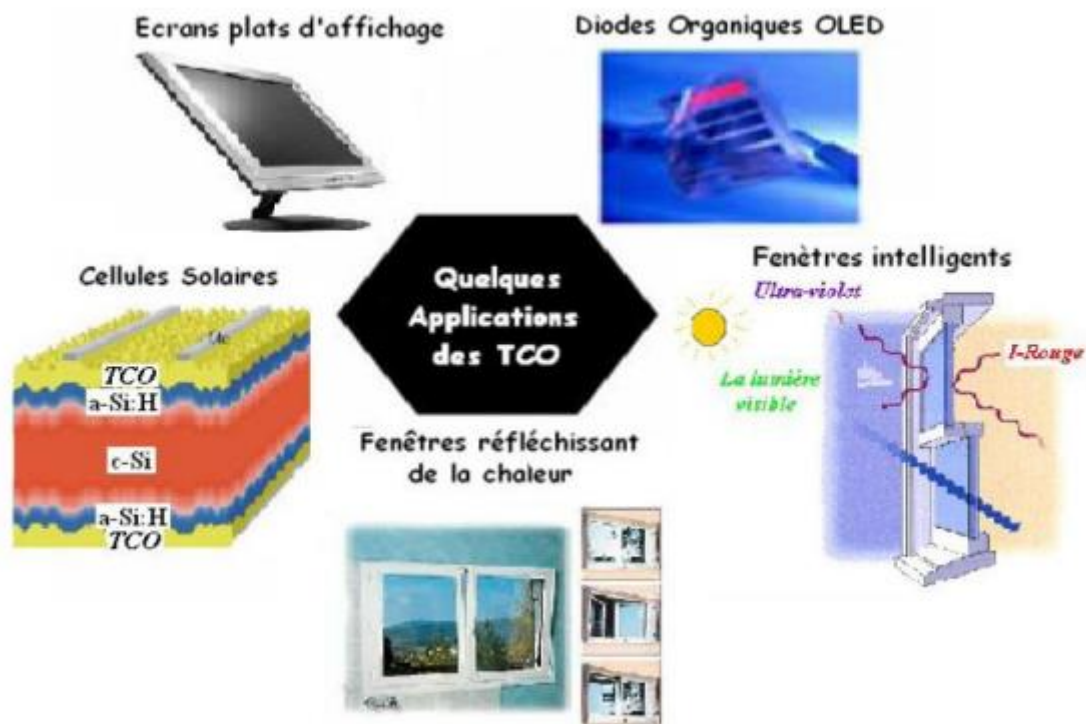 Ecrans plats d'affichage
Diodes Organiques OLED
Cellules Solaires
Quelques
Applications
des TCO
Fenètres intelligents
Ultra-violet
I-Rouge
La lumière
visible
TCO
a-Si:H
c-Si
a-Si:H
TCO
Fenêtres réfléchissant
de la chaleur